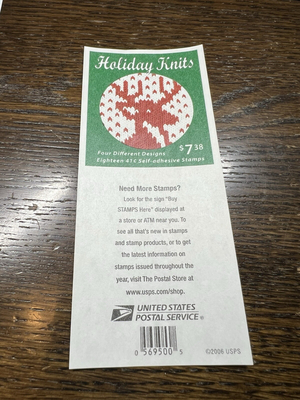 Holiday Knits
$7.38
Four Different Designs
Eighteen 41¢ Self-adhesive Stamps
Need More Stamps?
Look for the sign "Buy
STAMPS Here" displayed at
a store or ATM near you. To
see all that's new in stamps
and stamp products, or to get
the latest information on
stamps issued throughout the
year, visit The Postal Store at
www.usps.com/shop.
UNITED STATES
POSTAL SERVICE®
0 569500 5
©2006 USPS